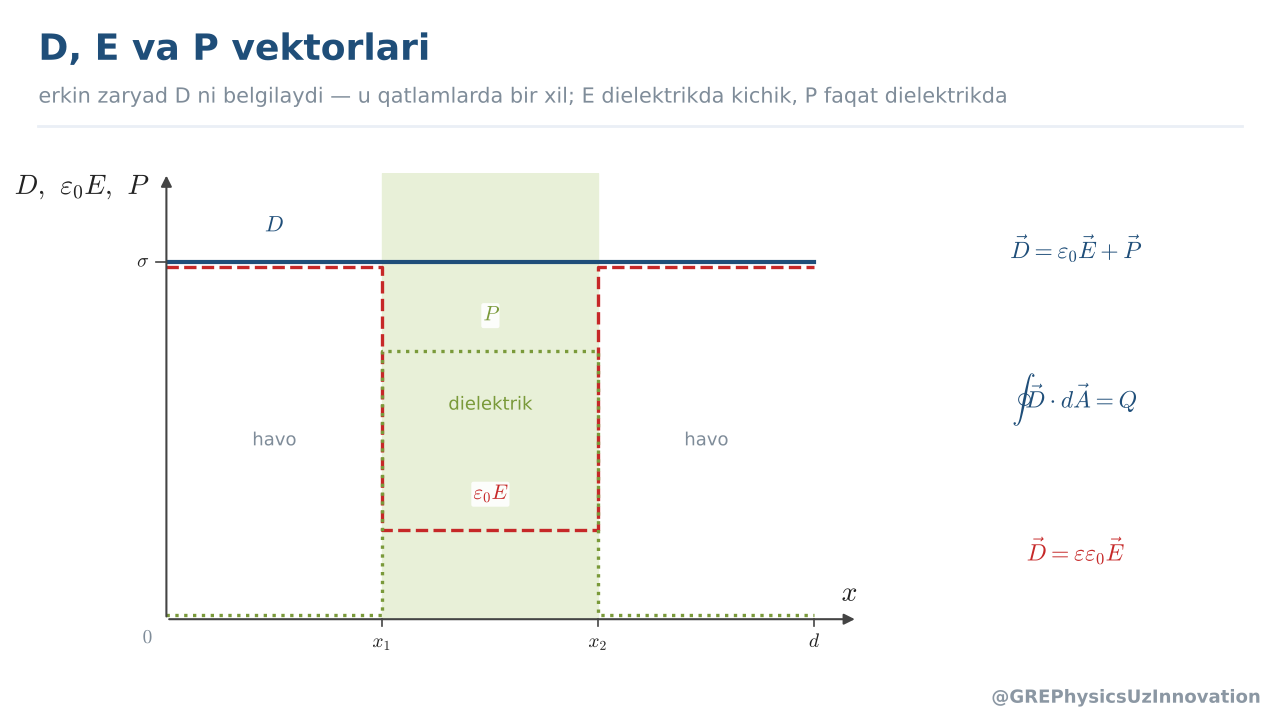 D, E va P vektorlari
erkin zaryad D ni belgilaydi — u qatlamlarda bir xil; E dielektrikda kichik, P faqat dielektrikda
D, ε₀E, P
D
σ
P
dielektrik
havo
havo
ε₀E
x
0
x₁
x₂
d
D⃗ = ε₀E⃗ + P⃗
∮D⃗ · dA⃗ = Q
D⃗ = εε₀E⃗
@GREPhysicsUzInnovation